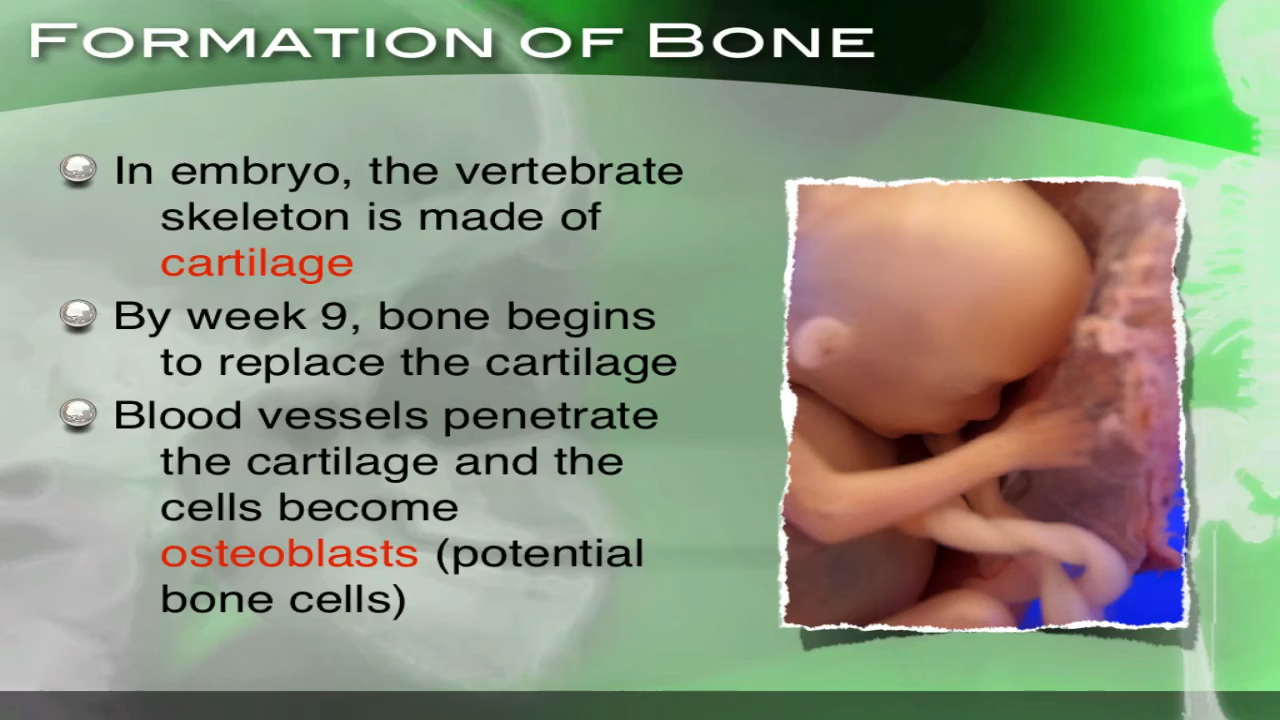 Formation of Bone
In embryo, the vertebrate
skeleton is made of
cartilage
By week 9, bone begins
to replace the cartilage
Blood vessels penetrate
the cartilage and the
cells become
osteoblasts (potential
bone cells)